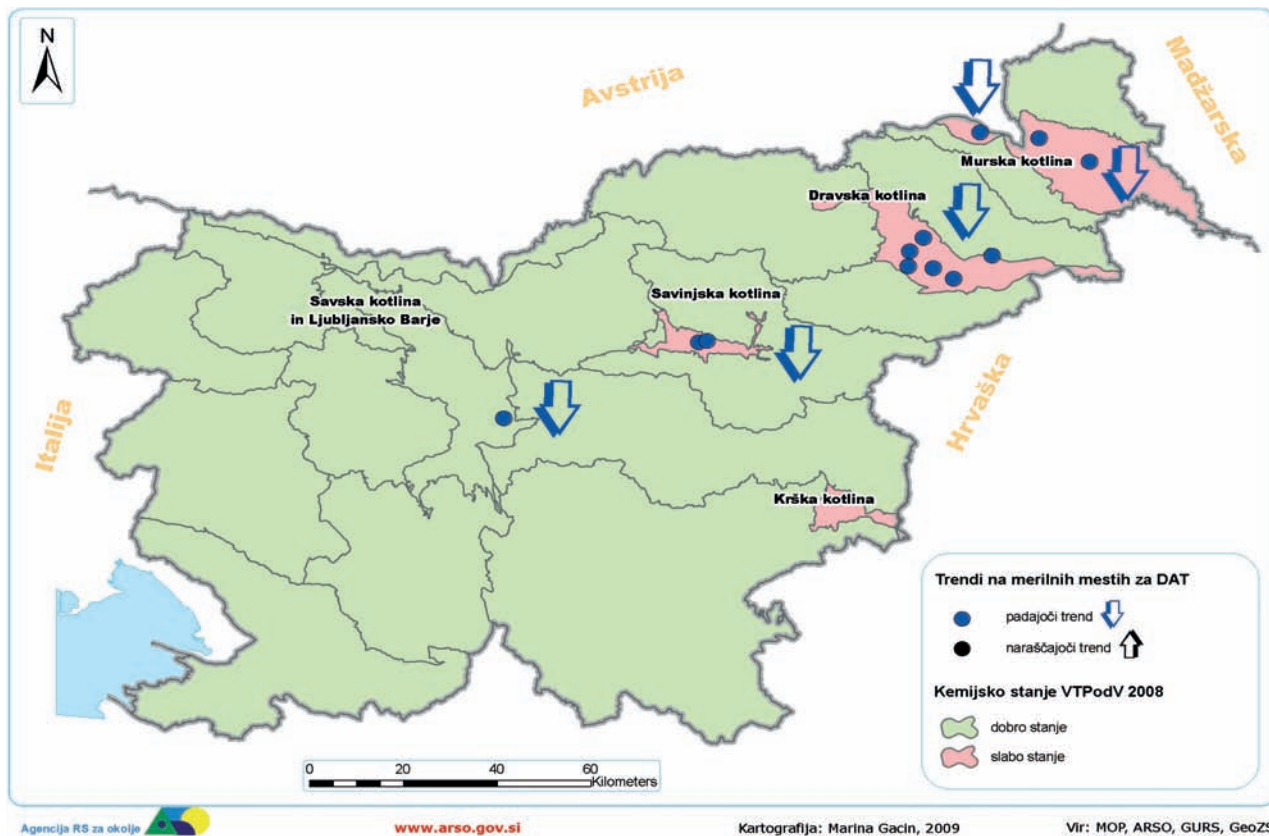 N
Avstrija
Madžarska
Murska kotlina
Dravska kotlina
Savinjska kotlina
Savska kotlina
in Ljubljansko Barje
Italija
Hrvaška
Krška kotlina
Trendi na merilnih mestih za DAT
padajoči trend
naraščajoči trend
Kemijsko stanje VTPodV 2008
dobro stanje
slabo stanje
0 20 40 60
Kilometers
Agencija RS za okolje
www.arso.gov.si
Kartografija: Marina Gacin, 2009
Vir: MOP, ARSO, GURS, GeoZS